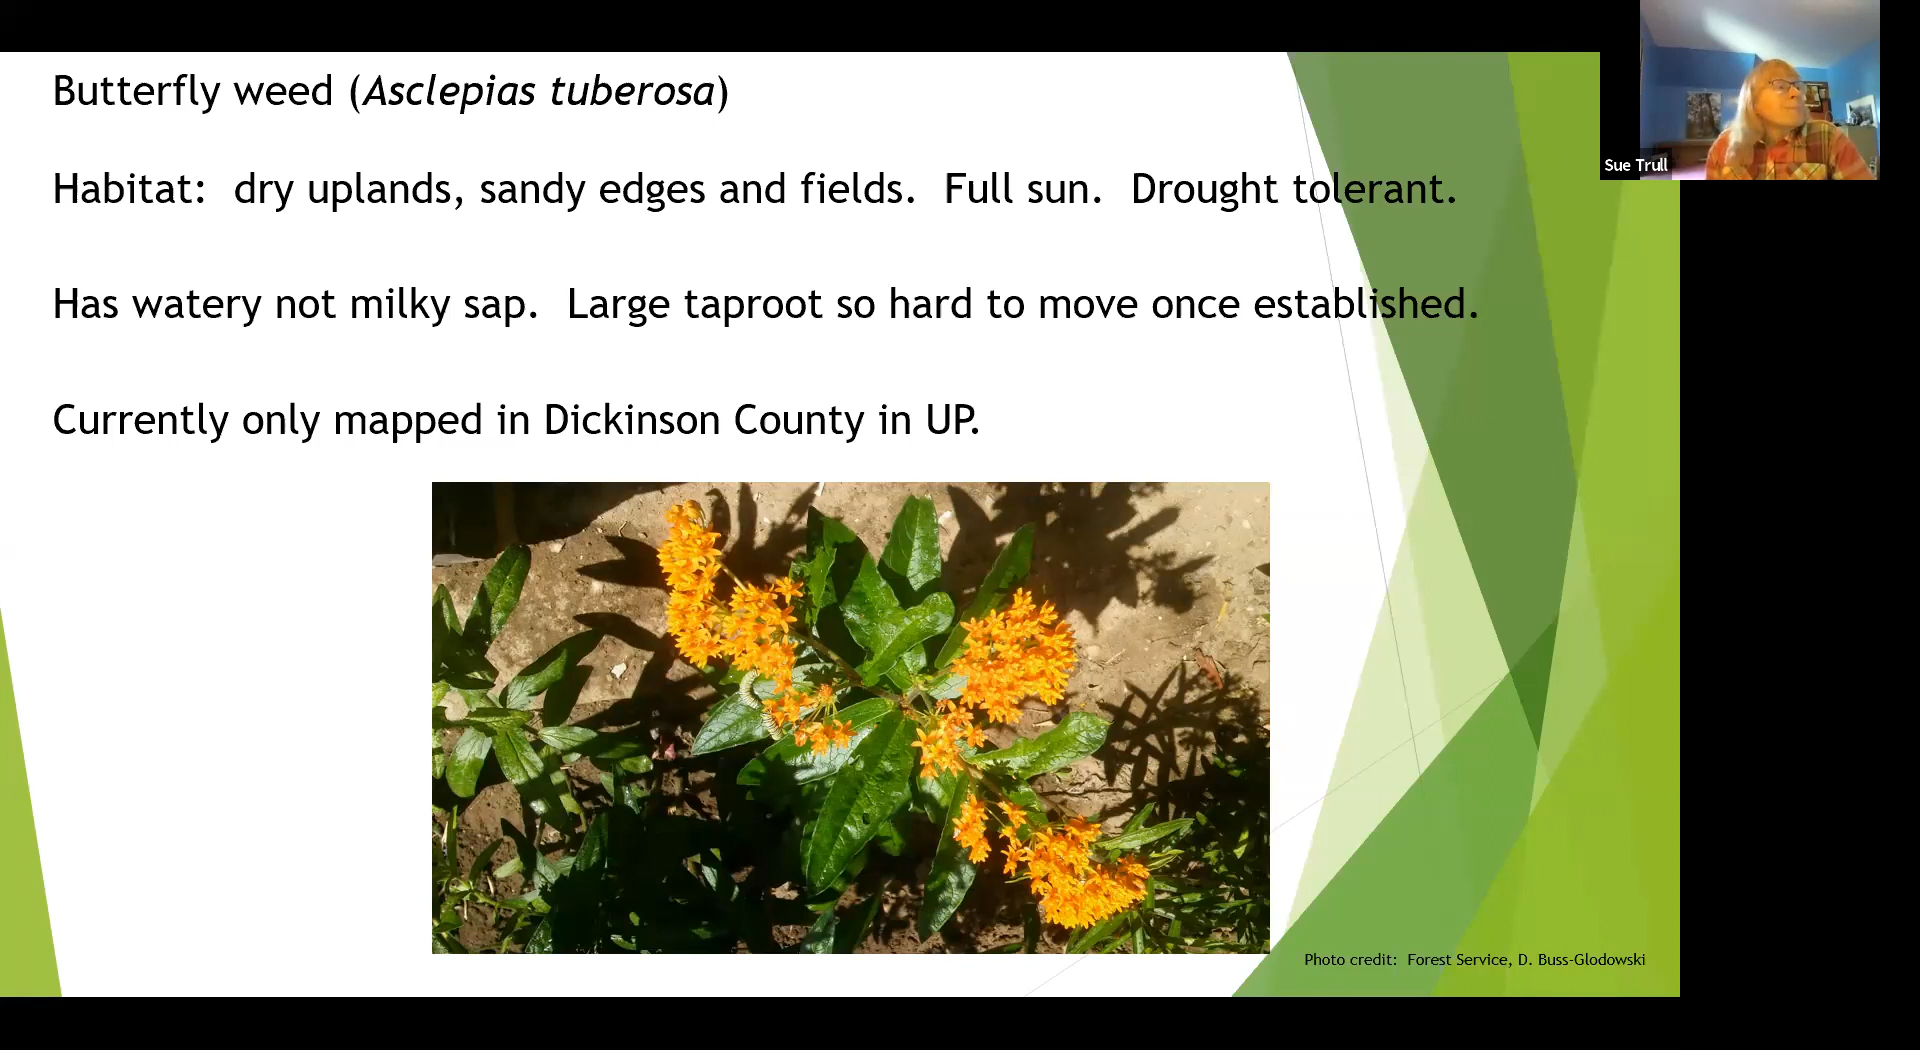 Butterfly weed (Asclepias tuberosa)
Habitat: dry uplands, sandy edges and fields. Full sun. Drought tolerant.
Has watery not milky sap. Large taproot so hard to move once established.
Currently only mapped in Dickinson County in UP.
Photo credit: Forest Service, D. Buss-Glodowski
Sue Trull